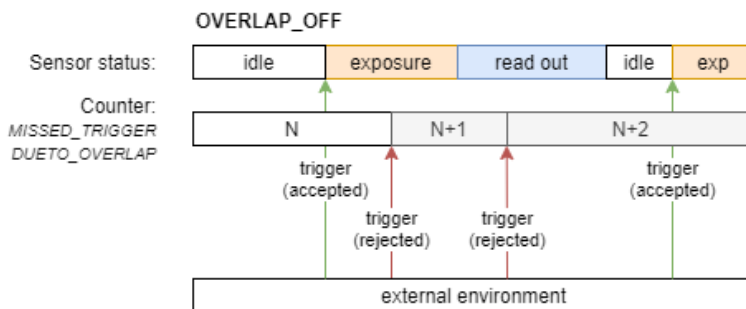 OVERLAP_OFF
Sensor status:
idle
exposure
read out
idle
exp
Counter:
MISSED_TRIGGER
DUETO_OVERLAP
N
N+1
N+2
trigger
(accepted)
trigger
(rejected)
trigger
(rejected)
trigger
(accepted)
external environment